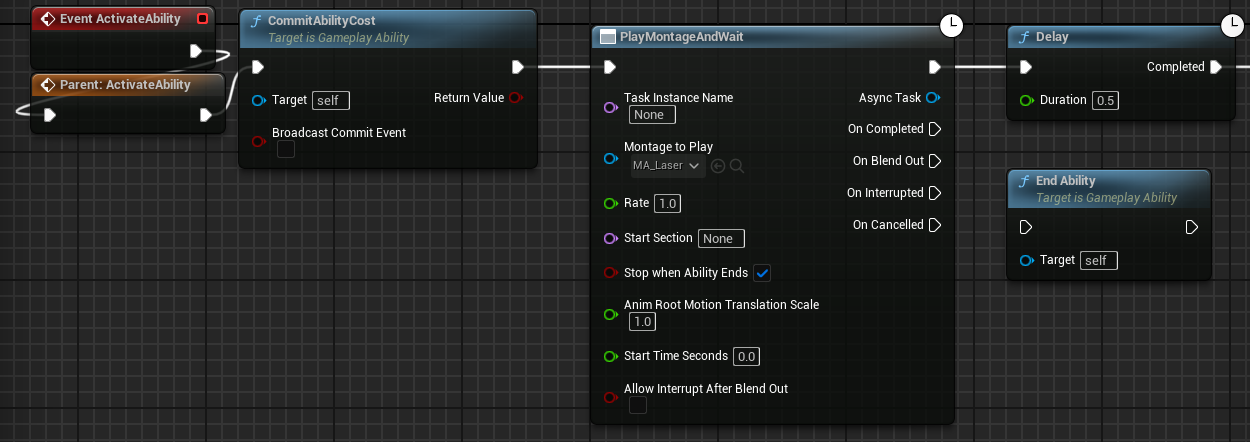 Event ActivateAbility
Parent: ActivateAbility
CommitAbilityCost
Target is Gameplay Ability
Target self
Return Value
Broadcast Commit Event
PlayMontageAndWait
Task Instance Name
None
Async Task
On Completed
Montage to Play
MA_Laser
On Blend Out
On Interrupted
Rate 1.0
On Cancelled
Start Section None
Stop when Ability Ends
Anim Root Motion Translation Scale
1.0
Start Time Seconds 0.0
Allow Interrupt After Blend Out
Delay
Completed
Duration 0.5
End Ability
Target is Gameplay Ability
Target self